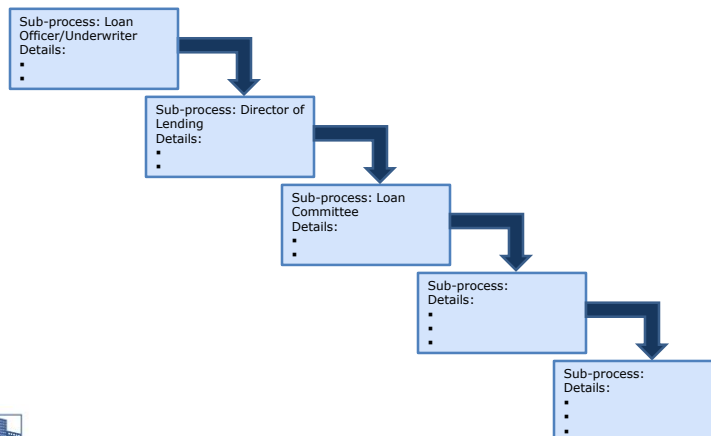 Sub-process: Loan
Officer/Underwriter
Details:
▪
▪
Sub-process: Director of
Lending
Details:
▪
▪
Sub-process: Loan
Committee
Details:
▪
▪
Sub-process:
Details:
▪
▪
▪
Sub-process:
Details:
▪
▪
▪